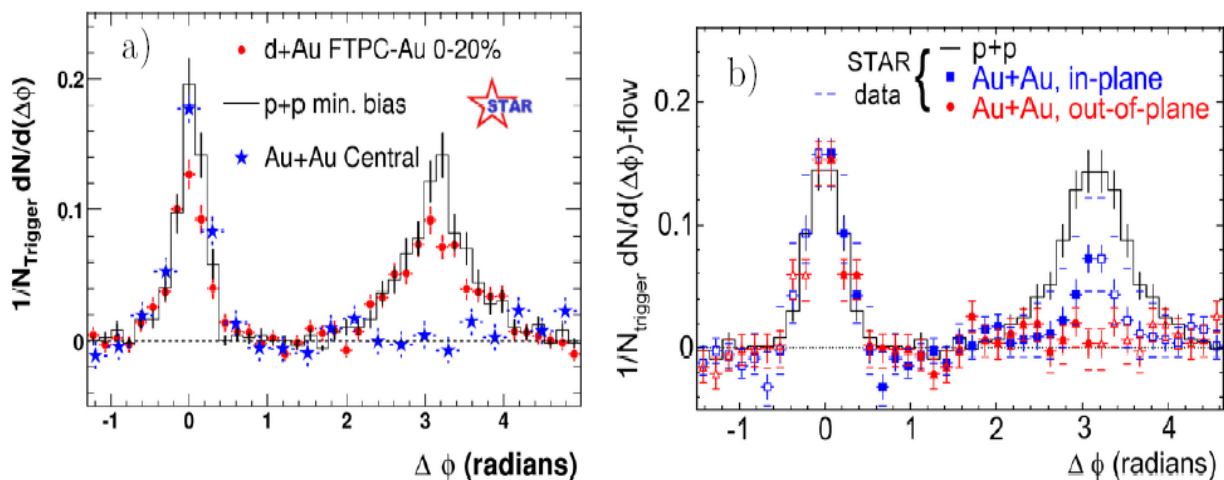 a)
d+Au FTPC-Au 0-20%
p+p min. bias
Au+Au Central
STAR
1/N_Trigger dN/d(Δϕ)
0.2
0.1
0
-1 0 1 2 3 4
Δ ϕ (radians)
b)
STAR data { p+p
Au+Au, in-plane
Au+Au, out-of-plane
1/N_trigger dN/d(Δϕ)-flow
0.2
0.1
0
-1 0 1 2 3 4
Δ ϕ (radians)